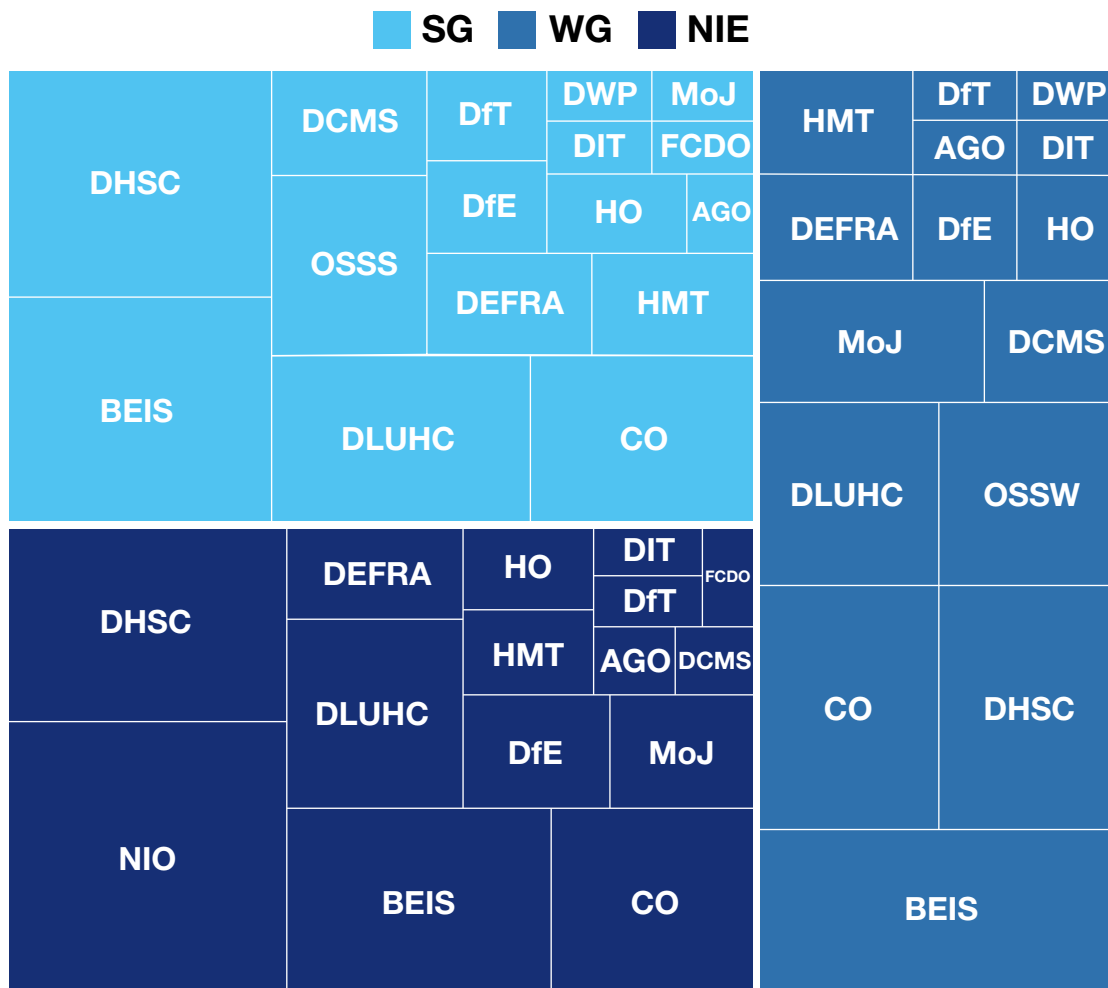 SG WG NIE
DHSC
BEIS
DCMS
OSSS
DfT
DfE
DWP
MoJ
DIT
FCDO
HO
AGO
DEFRA
HMT
DLUHC
CO
HMT
DfT
DWP
AGO
DIT
DEFRA
DfE
HO
MoJ
DCMS
DLUHC
OSSW
CO
DHSC
BEIS
DHSC
NIO
DEFRA
DLUHC
HO
HMT
DIT
DfT
FCDO
AGO
DCMS
DfE
MoJ
BEIS
CO